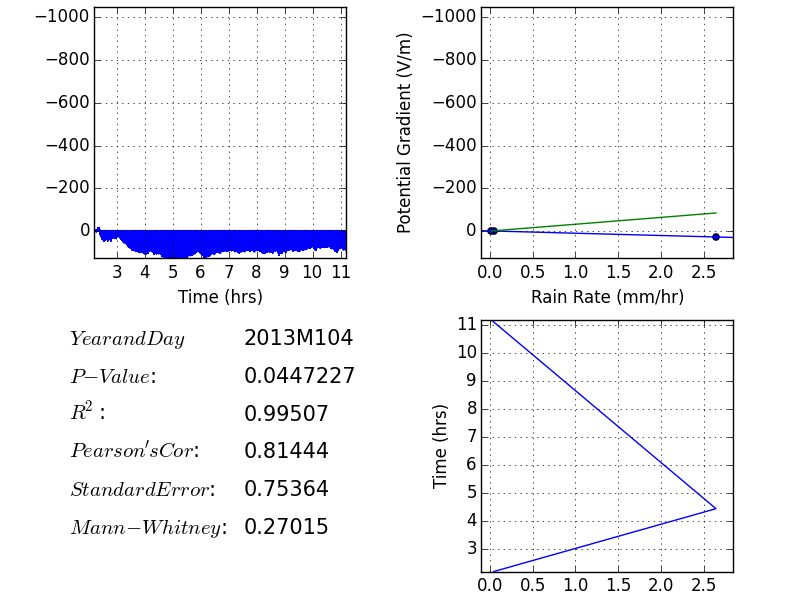 −1000
−800
−600
−400
−200
0
3 4 5 6 7 8 9 10 11
Time (hrs)
Potential Gradient (V/m)
−1000
−800
−600
−400
−200
0
0.0 0.5 1.0 1.5 2.0 2.5
Rain Rate (mm/hr)
YearandDay 2013M104
P−Value: 0.0447227
R² : 0.99507
Pearson'sCor: 0.81444
StandardError: 0.75364
Mann−Whitney: 0.27015
Time (hrs)
11
10
9
8
7
6
5
4
3
0.0 0.5 1.0 1.5 2.0 2.5